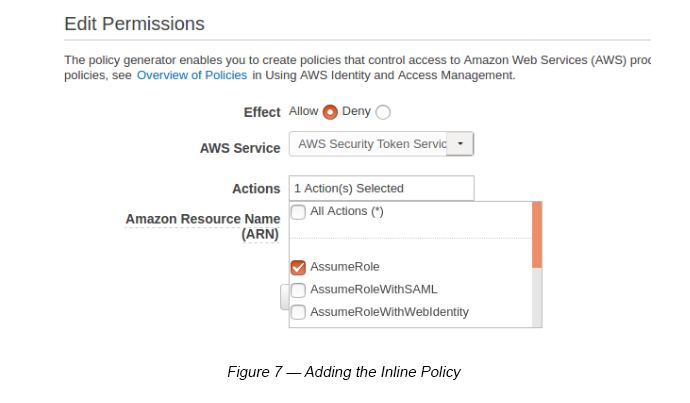 Edit Permissions
The policy generator enables you to create policies that control access to Amazon Web Services (AWS)
policies, see Overview of Policies in Using AWS Identity and Access Management.
Effect Allow Deny
AWS Service AWS Security Token
Actions 1 Action(s) Selected
All Actions (*)
Amazon Resource Name
(ARN)
AssumeRole
AssumeRoleWithSAML
AssumeRoleWithWebIdentity
Figure 7 — Adding the Inline Policy